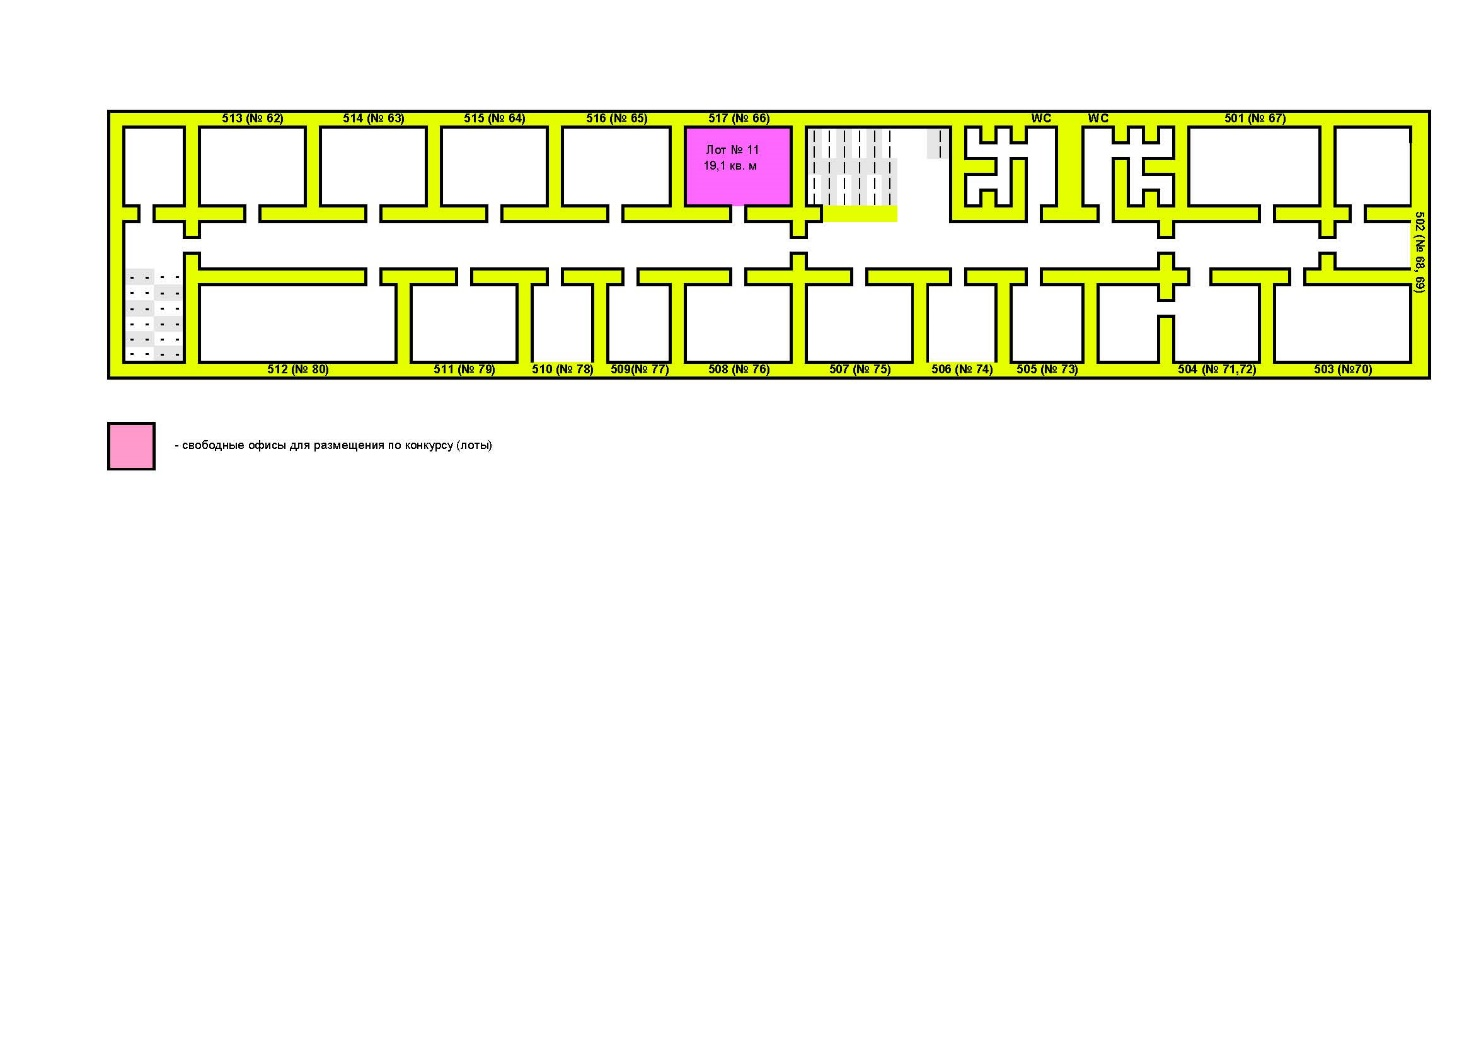 513 (№ 62)
514 (№ 63)
515 (№ 64)
516 (№ 65)
517 (№ 66)
WC
WC
501 (№ 67)
Лот № 11
19,1 кв. м
502 (№ 68, 69)
512 (№ 80)
511 (№ 79)
510 (№ 78)
509(№ 77)
508 (№ 76)
507 (№ 75)
506 (№ 74)
505 (№ 73)
504 (№ 71,72)
503 (№70)
- свободные офисы для размещения по конкурсу (лоты)